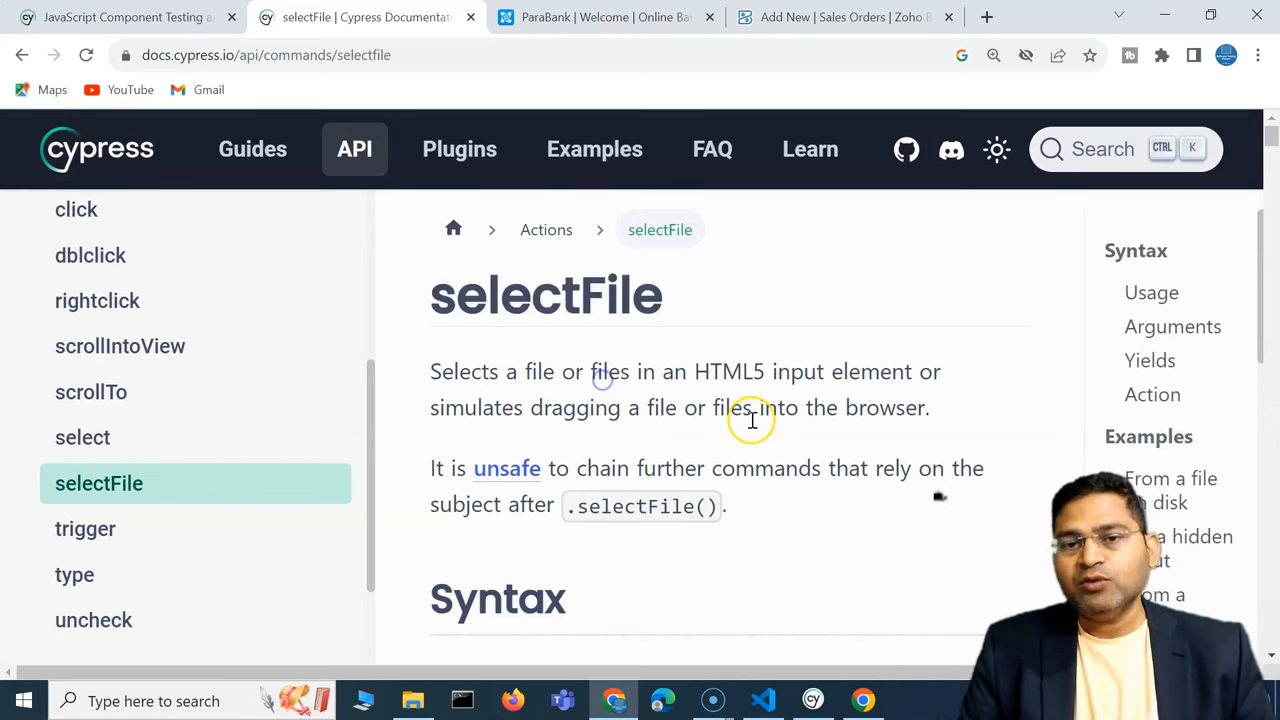 JavaScript Component Testing a
selectFile | Cypress Documentati
ParaBank | Welcome | Online Ba
Add New | Sales Orders | Zoho
docs.cypress.io/api/commands/selectfile
Maps
YouTube
Gmail
cypress
Guides
API
Plugins
Examples
FAQ
Learn
Search
CTRL
K
click
dblclick
rightclick
scrollIntoView
scrollTo
select
selectFile
trigger
type
uncheck
Actions
selectFile
selectFile
Selects a file or files in an HTML5 input element or
simulates dragging a file or files into the browser.
It is unsafe to chain further commands that rely on the
subject after .selectFile().
Syntax
Syntax
Usage
Arguments
Yields
Action
Examples
From a file
disk
a hidden
Type here to search
cy